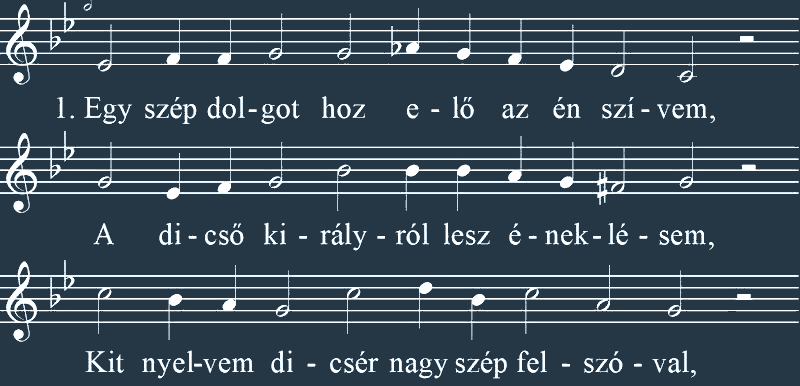 1. Egy szép dol-got hoz e - lő az én szí - vem,
A di - cső ki - rály - ról lesz é - nek - lé - sem,
Kit nyel-vem di - csér nagy szép fel - szó - val,